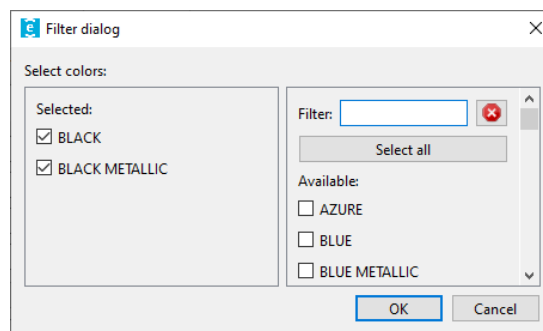 Filter dialog
Select colors:
Selected:
BLACK
BLACK METALLIC
Filter:
Select all
Available:
AZURE
BLUE
BLUE METALLIC
OK
Cancel